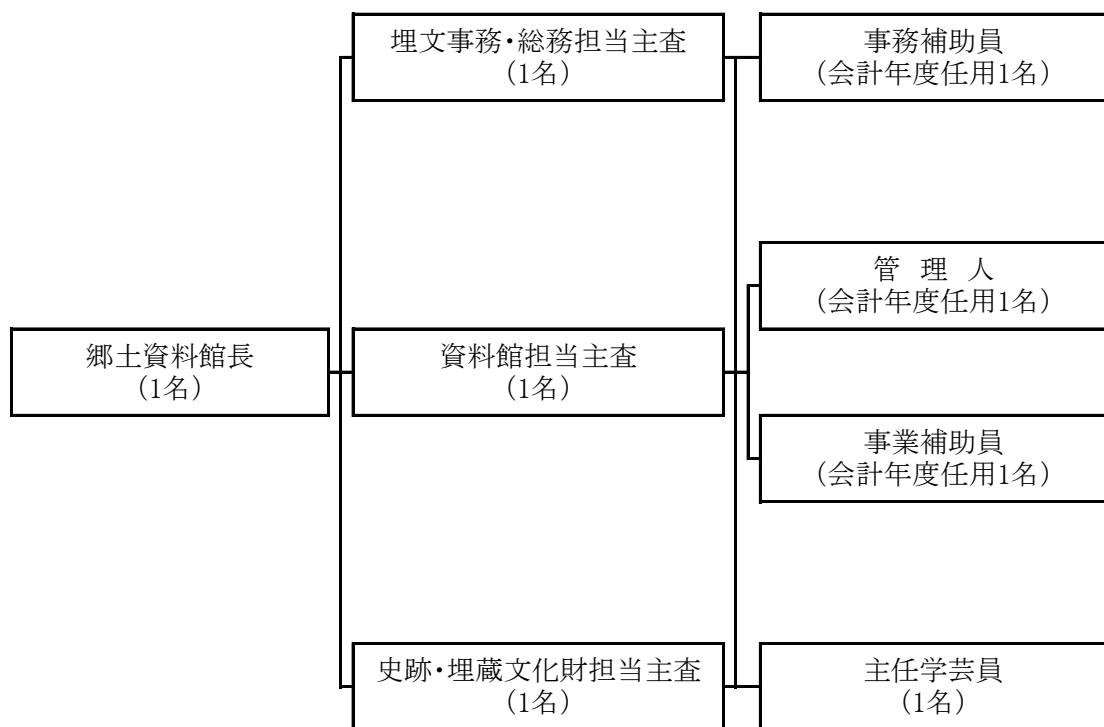 埋文事務・総務担当主査
(1名)
事務補助員
(会計年度任用1名)
管 理 人
(会計年度任用1名)
郷土資料館長
(1名)
資料館担当主査
(1名)
事業補助員
(会計年度任用1名)
史跡・埋蔵文化財担当主査
(1名)
主任学芸員
(1名)